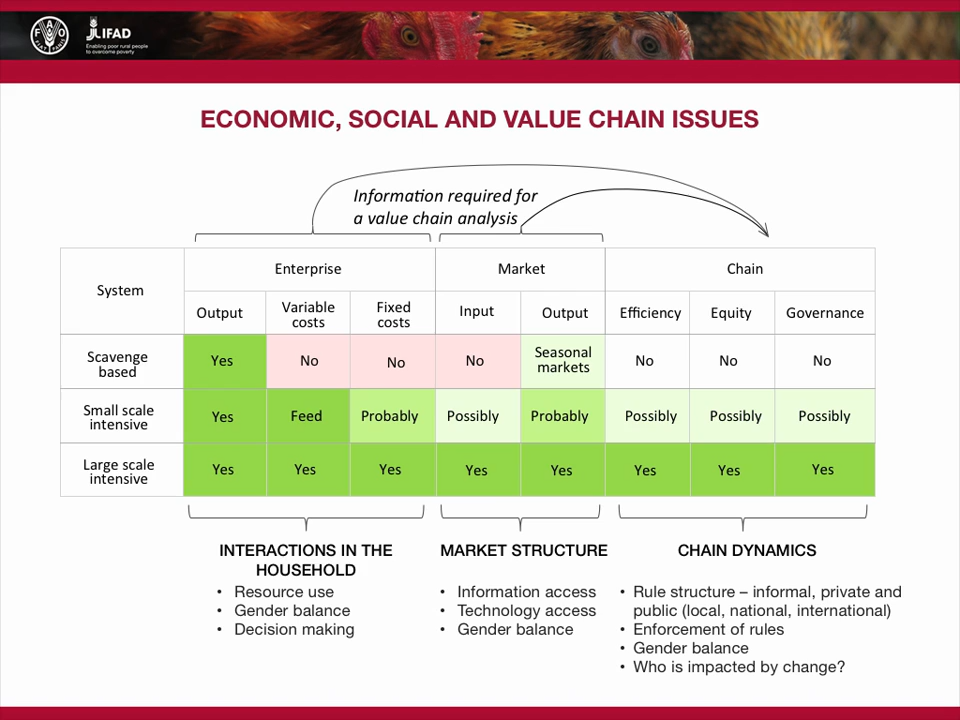 FAO
FIAT PANIS
JLIFAD
Enabling poor rural people
to overcome poverty
ECONOMIC, SOCIAL AND VALUE CHAIN ISSUES
Information required for
a value chain analysis
System
Enterprise
Market
Chain
Output
Variable
costs
Fixed
costs
Input
Output
Efficiency
Equity
Governance
Scavenge
based
Yes
No
No
No
Seasonal
markets
No
No
No
Small scale
intensive
Yes
Feed
Probably
Possibly
Probably
Possibly
Possibly
Possibly
Large scale
intensive
Yes
Yes
Yes
Yes
Yes
Yes
Yes
Yes
INTERACTIONS IN THE
HOUSEHOLD
• Resource use
• Gender balance
• Decision making
MARKET STRUCTURE
• Information access
• Technology access
• Gender balance
CHAIN DYNAMICS
• Rule structure – informal, private and
public (local, national, international)
• Enforcement of rules
• Gender balance
• Who is impacted by change?